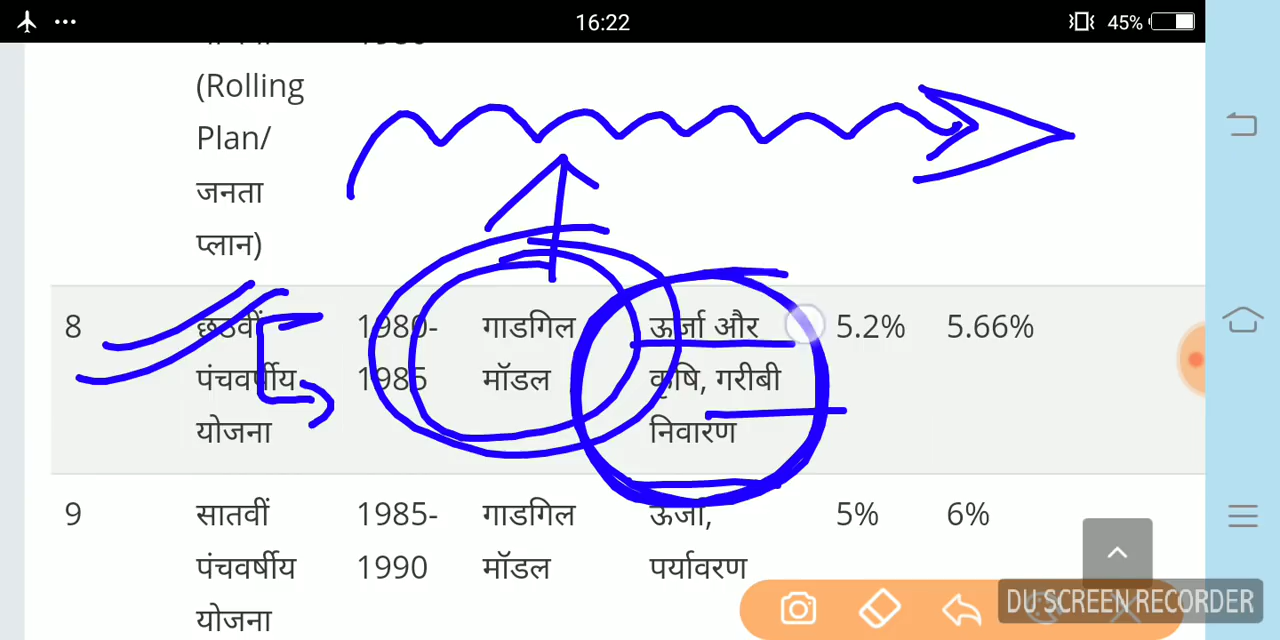 16:22
45%
(Rolling
Plan/
जनता
प्लान)
8 छठवीं 1980- गाडगिल ऊर्जा और 5.2% 5.66%
पंचवर्षीय 1985 मॉडल कृषि, गरीबी
योजना निवारण
9 सातवीं 1985- गाडगिल ऊर्जा, 5% 6%
पंचवर्षीय 1990 मॉडल पर्यावरण
योजना
DU SCREEN RECORDER